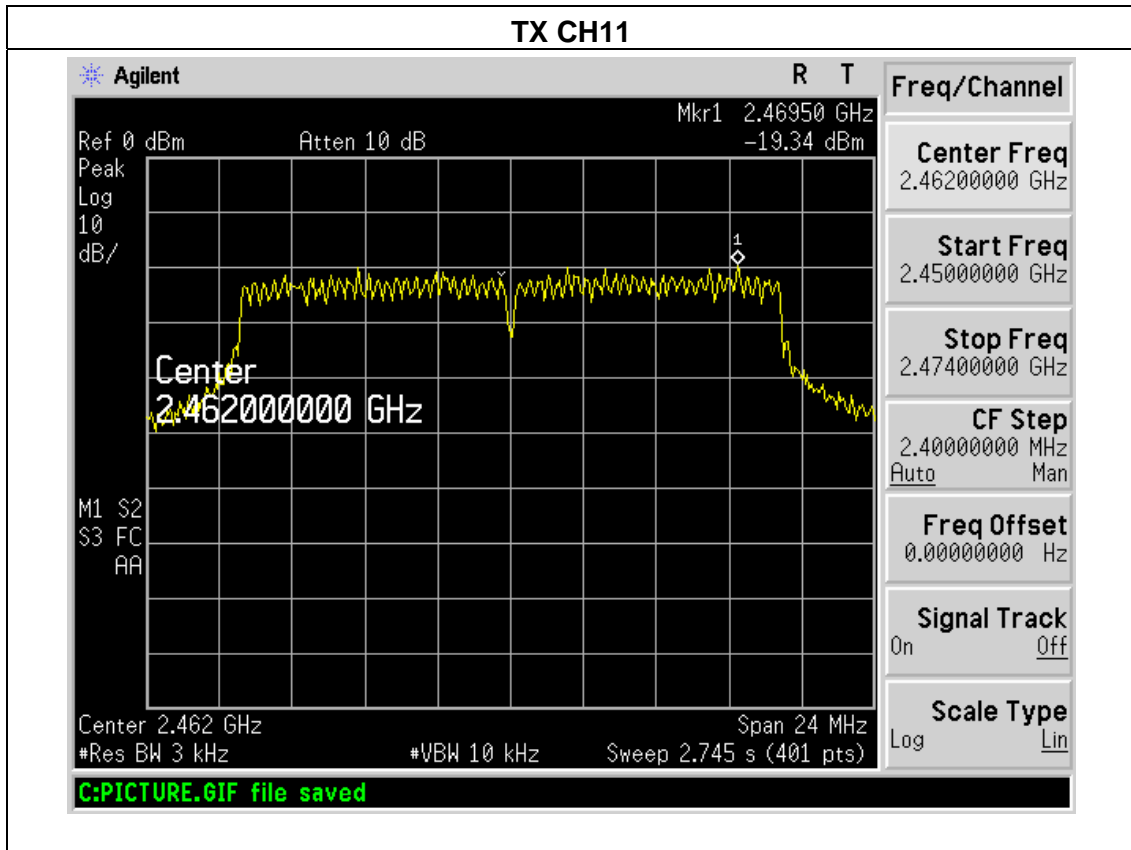 TX CH11
Agilent
R T
Freq/Channel
Mkr1 2.46950 GHz
Ref 0 dBm Atten 10 dB -19.34 dBm
Peak
Log
10
dB/
1
Center
2.462000000 GHz
M1 S2
S3 FC
AA
Center 2.462 GHz Span 24 MHz
#Res BW 3 kHz #VBW 10 kHz Sweep 2.745 s (401 pts)
C:PICTURE.GIF file saved
Center Freq
2.46200000 GHz
Start Freq
2.45000000 GHz
Stop Freq
2.47400000 GHz
CF Step
2.40000000 MHz
Auto Man
Freq Offset
0.00000000 Hz
Signal Track
On Off
Scale Type
Log Lin